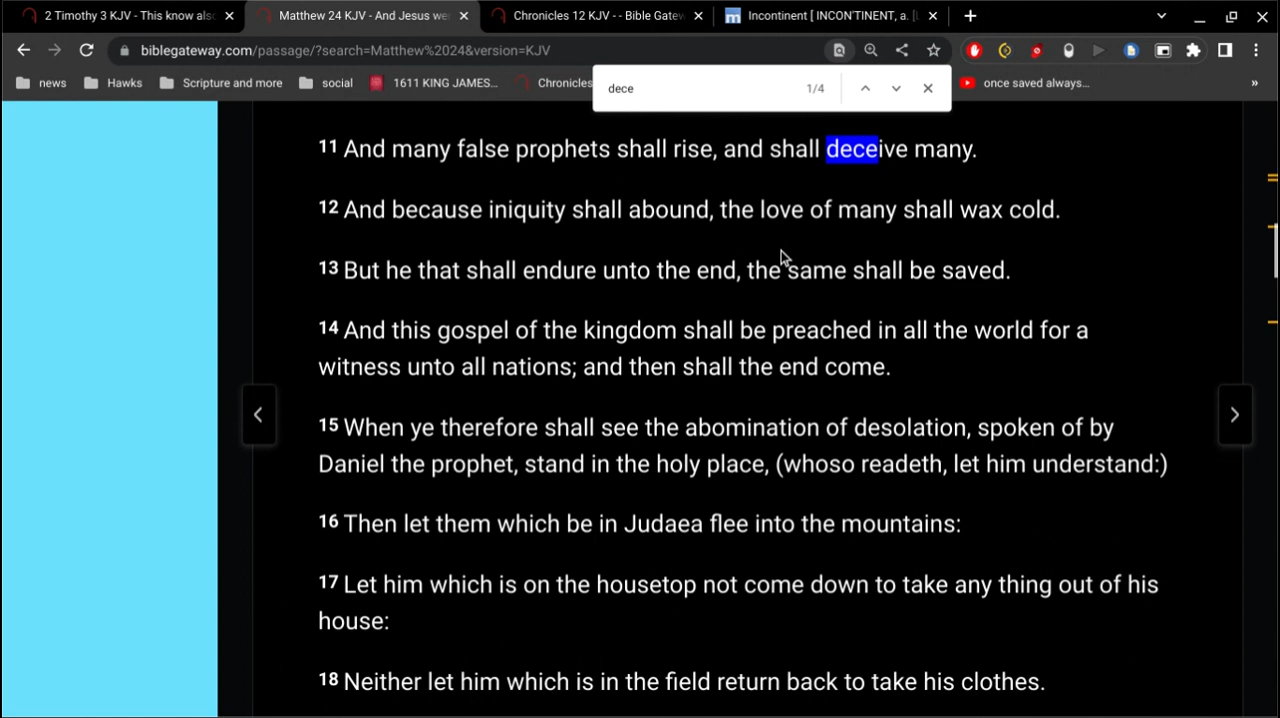 2 Timothy 3 KJV - This know als
Matthew 24 KJV - And Jesus we
Chronicles 12 KJV - - Bible Gatew
Incontinent [ INCON'TINENT, a. [
biblegateway.com/passage/?search=Matthew%2024&version=KJV
news
Hawks
Scripture and more
social
1611 KING JAMES...
Chronicles
once saved always...
»
dece
1/4
11 And many false prophets shall rise, and shall deceive many.
12 And because iniquity shall abound, the love of many shall wax cold.
13 But he that shall endure unto the end, the same shall be saved.
14 And this gospel of the kingdom shall be preached in all the world for a
witness unto all nations; and then shall the end come.
15 When ye therefore shall see the abomination of desolation, spoken of by
Daniel the prophet, stand in the holy place, (whoso readeth, let him understand:)
16 Then let them which be in Judaea flee into the mountains:
17 Let him which is on the housetop not come down to take any thing out of his
house:
18 Neither let him which is in the field return back to take his clothes.